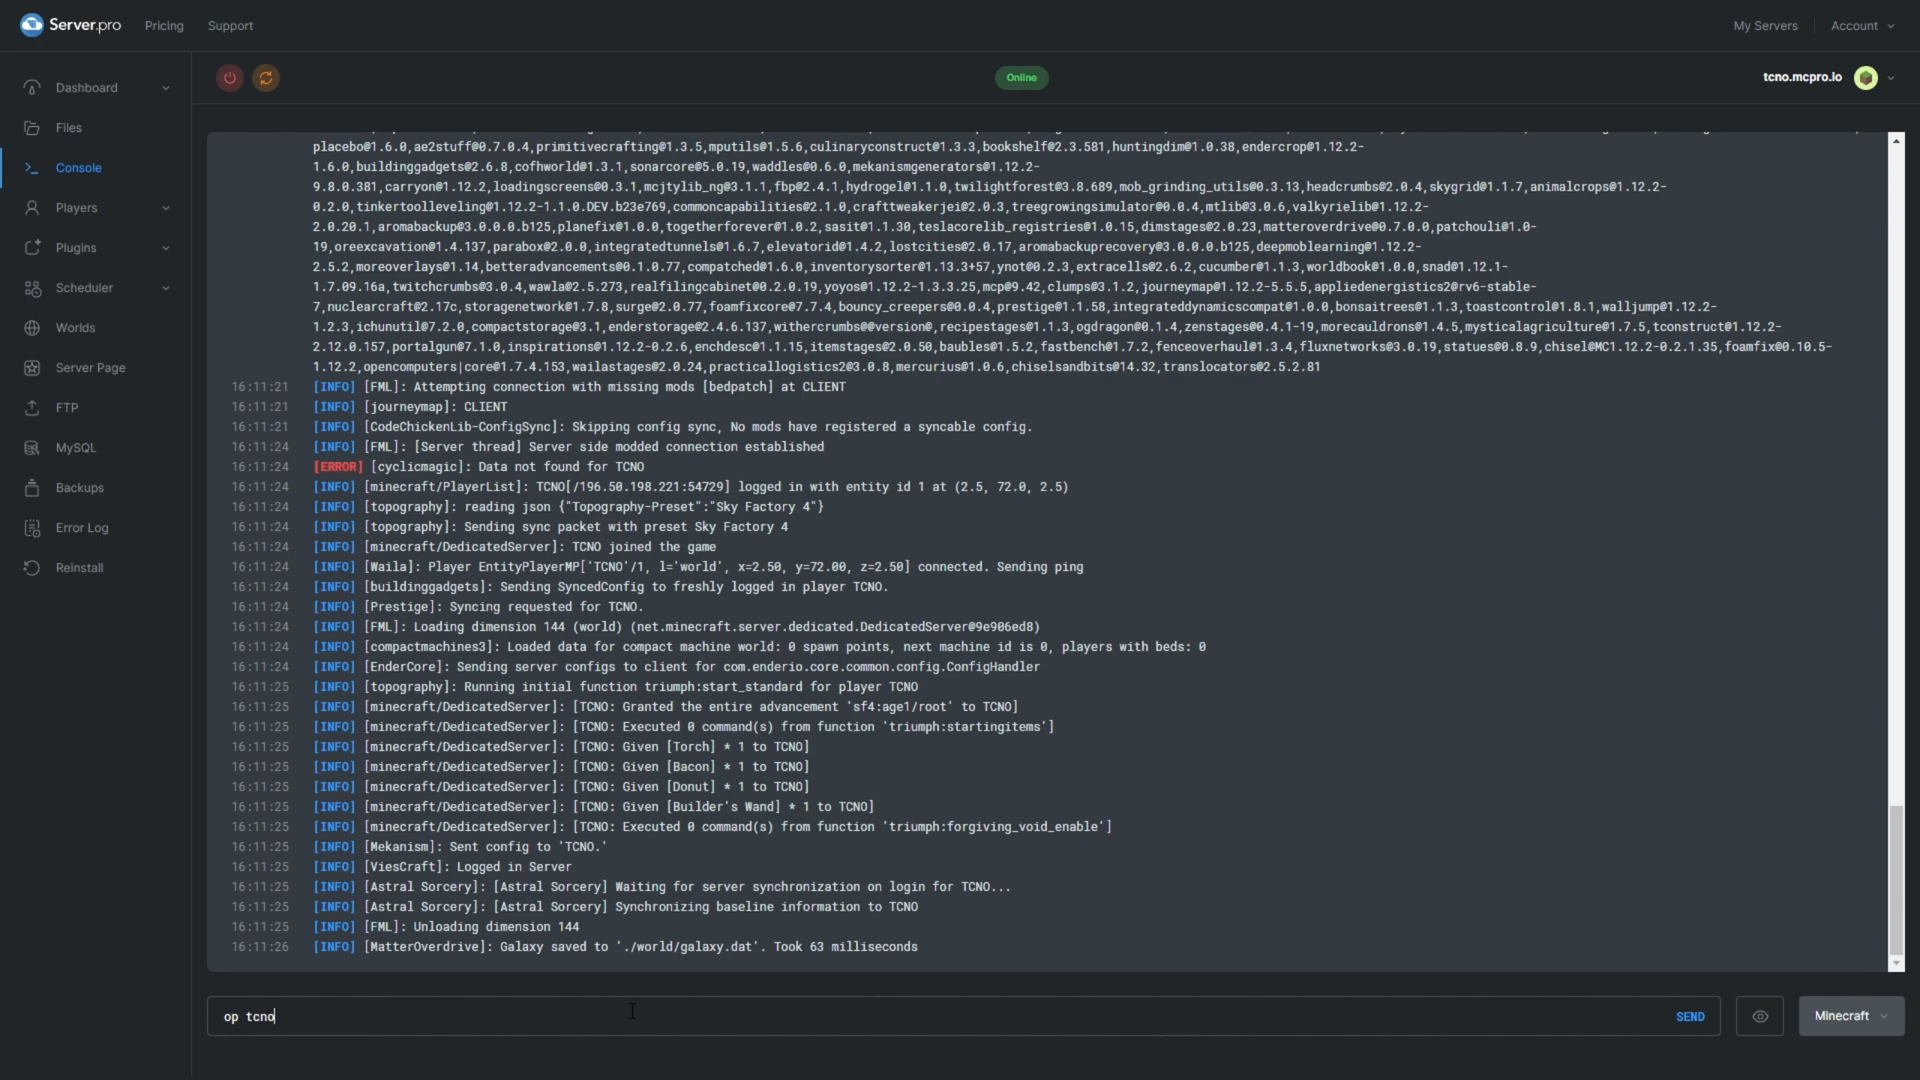 Server.pro
Pricing
Support
My Servers
Account
Dashboard
Files
Console
Players
Plugins
Scheduler
Worlds
Server Page
FTP
MySQL
Backups
Error Log
Reinstall
Online
tcno.mcpro.io
placebo@1.6.0,ae2stuff@0.7.0.4,primitivecrafting@1.3.5,mputils@1.5.6,culinaryconstruct@1.3.3,bookshelf@2.3.581,huntingdim@1.0.38,endercrop@1.12.2-
1.6.0,buildinggadgets@2.6.8,cofhworld@1.3.1,sonarcore@5.0.19,waddles@0.6.0,mekanismgenerators@1.12.2-
9.8.0.381,carryon@1.12.2,loadingscreens@0.3.1,mcjtylib_ng@3.1.1,fbp@2.4.1,hydrogel@1.1.0,twilightforest@3.8.689,mob_grinding_utils@0.3.13,headcrumbs@2.0.4,skygrid@1.1.7,animalcrops@1.12.2-
0.2.0,tinkertoolleveling@1.12.2-1.1.0.DEV.b23e769,commoncapabilities@2.1.0,crafttweakerjei@2.0.3,treegrowingsimulator@0.0.4,mtlib@3.0.6,valkyrielib@1.12.2-
2.0.20.1,aromabackup@3.0.0.0.b125,planefix@1.0.0,togetherforever@1.0.2,sasit@1.1.30,teslacorelib_registries@1.0.15,dimstages@2.0.23,matteroverdrive@0.7.0.0,patchouli@1.0-
19,oreexcavation@1.4.137,parabox@2.0.0,integratedtunnels@1.6.7,elevatorid@1.4.2,lostcities@2.0.17,aromabackuprecovery@3.0.0.0.b125,deepmoblearning@1.12.2-
2.5.2,moreoverlays@1.14,betteradvancements@0.1.0.77,compatched@1.6.0,inventorysorter@1.13.3+57,ynot@0.2.3,extracells@2.6.2,cucumber@1.1.3,worldbook@1.0.0,snad@1.12.1-
1.7.09.16a,twitchcrumbs@3.0.4,wawla@2.5.273,realfilingcabinet@0.2.0.19,yoyos@1.12.2-1.3.3.25,mcp@9.42,clumps@3.1.2,journeymap@1.12.2-5.5.5,appliedenergistics2@rv6-stable-
7,nuclearcraft@2.17c,storagenetwork@1.7.8,surge@2.0.77,foamfixcore@7.7.4,bouncy_creepers@0.0.4,prestige@1.1.58,integrateddynamicscompat@1.0.0,bonsaitrees@1.1.3,toastcontrol@1.8.1,walljump@1.12.2-
1.2.3,ichunutil@7.2.0,compactstorage@3.1,enderstorage@2.4.6.137,withercrumbs@@version@,recipestages@1.1.3,ogdragon@0.1.4,zenstages@0.4.1-19,morecauldrons@1.4.5,mysticalagriculture@1.7.5,tconstruct@1.12.2-
2.12.0.157,portalgun@7.1.0,inspirations@1.12.2-0.2.6,enchdesc@1.1.15,itemstages@2.0.50,baubles@1.5.2,fastbench@1.7.2,fenceoverhaul@1.3.4,fluxnetworks@3.0.19,statues@0.8.9,chisel@MC1.12.2-0.2.1.35,foamfix@0.10.5-
1.12.2,opencomputers|core@1.7.4.153,wailastages@2.0.24,practicallogistics2@3.0.8,mercurius@1.0.6,chiselsandbits@14.32,translocators@2.5.2.81
16:11:21 [INFO] [FML]: Attempting connection with missing mods [bedpatch] at CLIENT
16:11:21 [INFO] [journeymap]: CLIENT
16:11:21 [INFO] [CodeChickenLib-ConfigSync]: Skipping config sync, No mods have registered a syncable config.
16:11:24 [INFO] [FML]: [Server thread] Server side modded connection established
16:11:24 [ERROR] [cyclicmagic]: Data not found for TCNO
16:11:24 [INFO] [minecraft/PlayerList]: TCNO[/196.50.198.221:54729] logged in with entity id 1 at (2.5, 72.0, 2.5)
16:11:24 [INFO] [topography]: reading json {"Topography-Preset":"Sky Factory 4"}
16:11:24 [INFO] [topography]: Sending sync packet with preset Sky Factory 4
16:11:24 [INFO] [minecraft/DedicatedServer]: TCNO joined the game
16:11:24 [INFO] [Waila]: Player EntityPlayerMP['TCNO'/1, l='world', x=2.50, y=72.00, z=2.50] connected. Sending ping
16:11:24 [INFO] [buildinggadgets]: Sending SyncedConfig to freshly logged in player TCNO.
16:11:24 [INFO] [Prestige]: Syncing requested for TCNO.
16:11:24 [INFO] [FML]: Loading dimension 144 (world) (net.minecraft.server.dedicated.DedicatedServer@9e906ed8)
16:11:24 [INFO] [compactmachines3]: Loaded data for compact machine world: 0 spawn points, next machine id is 0, players with beds: 0
16:11:24 [INFO] [EnderCore]: Sending server configs to client for com.enderio.core.common.config.ConfigHandler
16:11:25 [INFO] [topography]: Running initial function triumph:start_standard for player TCNO
16:11:25 [INFO] [minecraft/DedicatedServer]: [TCNO: Granted the entire advancement 'sf4:age1/root' to TCNO]
16:11:25 [INFO] [minecraft/DedicatedServer]: [TCNO: Executed 0 command(s) from function 'triumph:startingitems']
16:11:25 [INFO] [minecraft/DedicatedServer]: [TCNO: Given [Torch] * 1 to TCNO]
16:11:25 [INFO] [minecraft/DedicatedServer]: [TCNO: Given [Bacon] * 1 to TCNO]
16:11:25 [INFO] [minecraft/DedicatedServer]: [TCNO: Given [Donut] * 1 to TCNO]
16:11:25 [INFO] [minecraft/DedicatedServer]: [TCNO: Given [Builder's Wand] * 1 to TCNO]
16:11:25 [INFO] [minecraft/DedicatedServer]: [TCNO: Executed 0 command(s) from function 'triumph:forgiving_void_enable']
16:11:25 [INFO] [Mekanism]: Sent config to 'TCNO.'
16:11:25 [INFO] [ViesCraft]: Logged in Server
16:11:25 [INFO] [Astral Sorcery]: [Astral Sorcery] Waiting for server synchronization on login for TCNO...
16:11:25 [INFO] [Astral Sorcery]: [Astral Sorcery] Synchronizing baseline information to TCNO
16:11:25 [INFO] [FML]: Unloading dimension 144
16:11:26 [INFO] [MatterOverdrive]: Galaxy saved to './world/galaxy.dat'. Took 63 milliseconds
op tcno
SEND
Minecraft